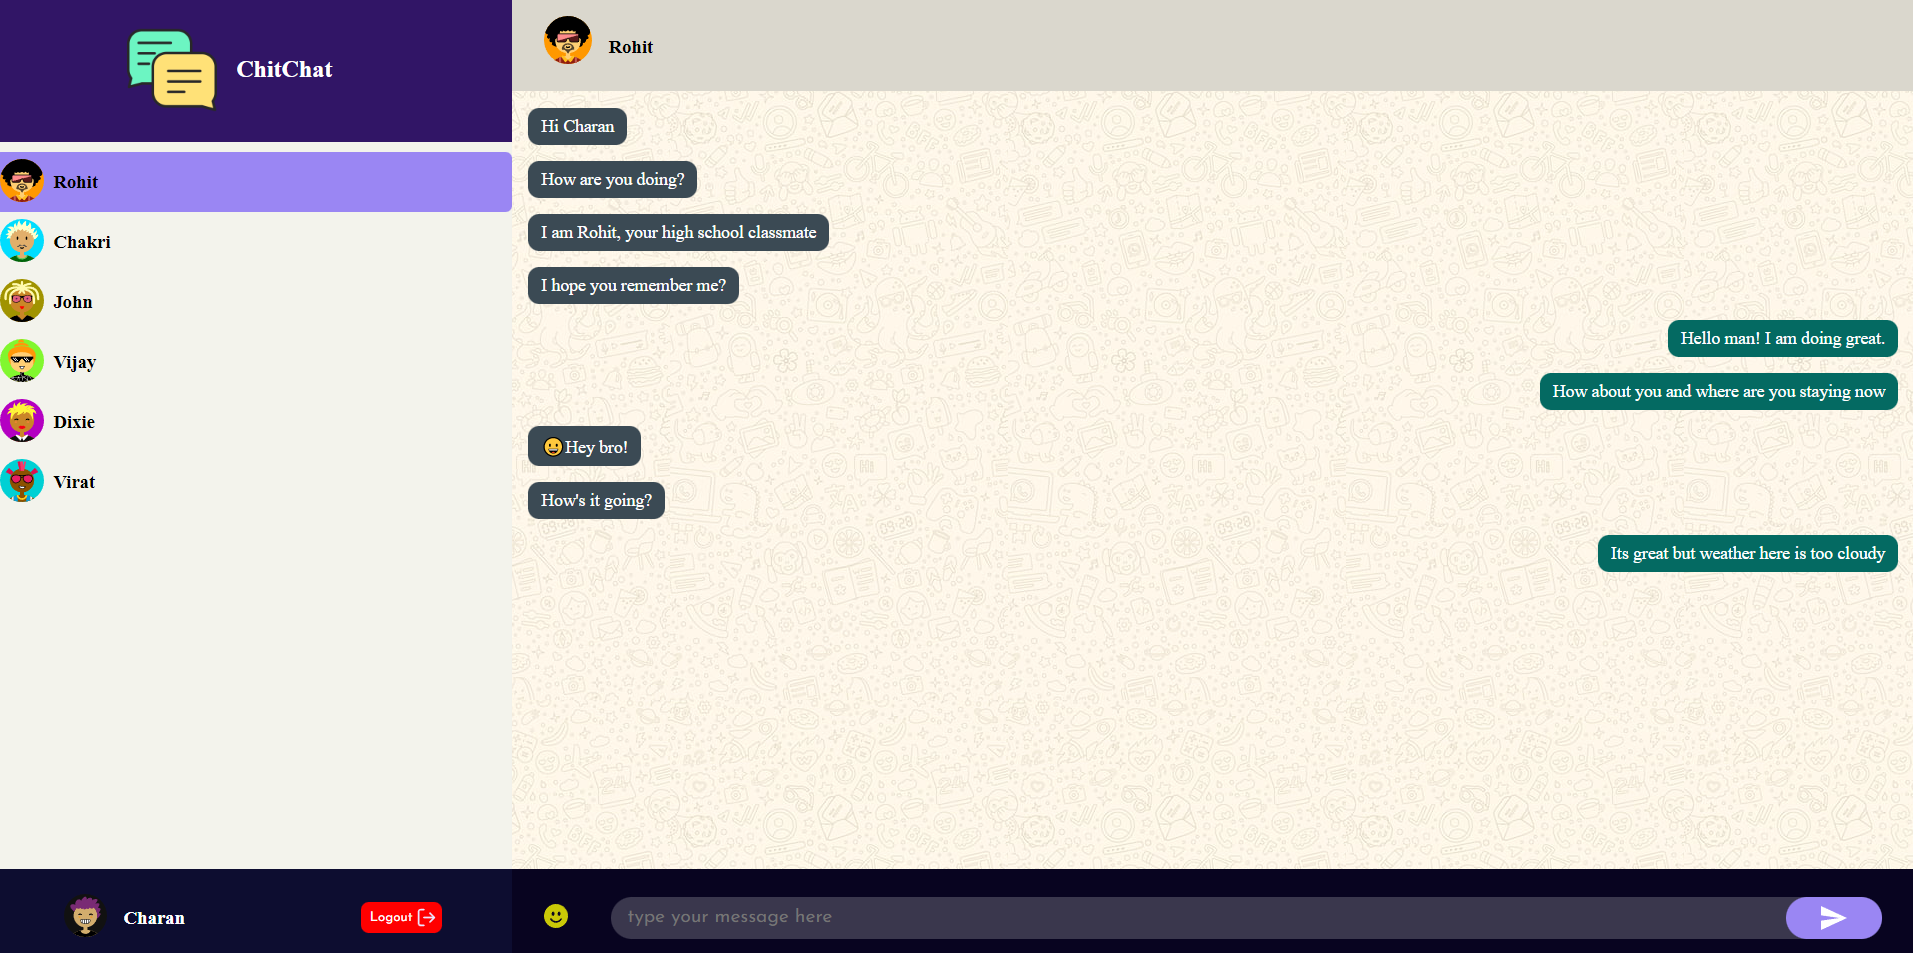 ChitChat
Rohit
Chakri
John
Vijay
Dixie
Virat
Charan
Logout
Rohit
Hi Charan
How are you doing?
I am Rohit, your high school classmate
I hope you remember me?
Hello man! I am doing great.
How about you and where are you staying now
😀Hey bro!
How's it going?
Its great but weather here is too cloudy
type your message here